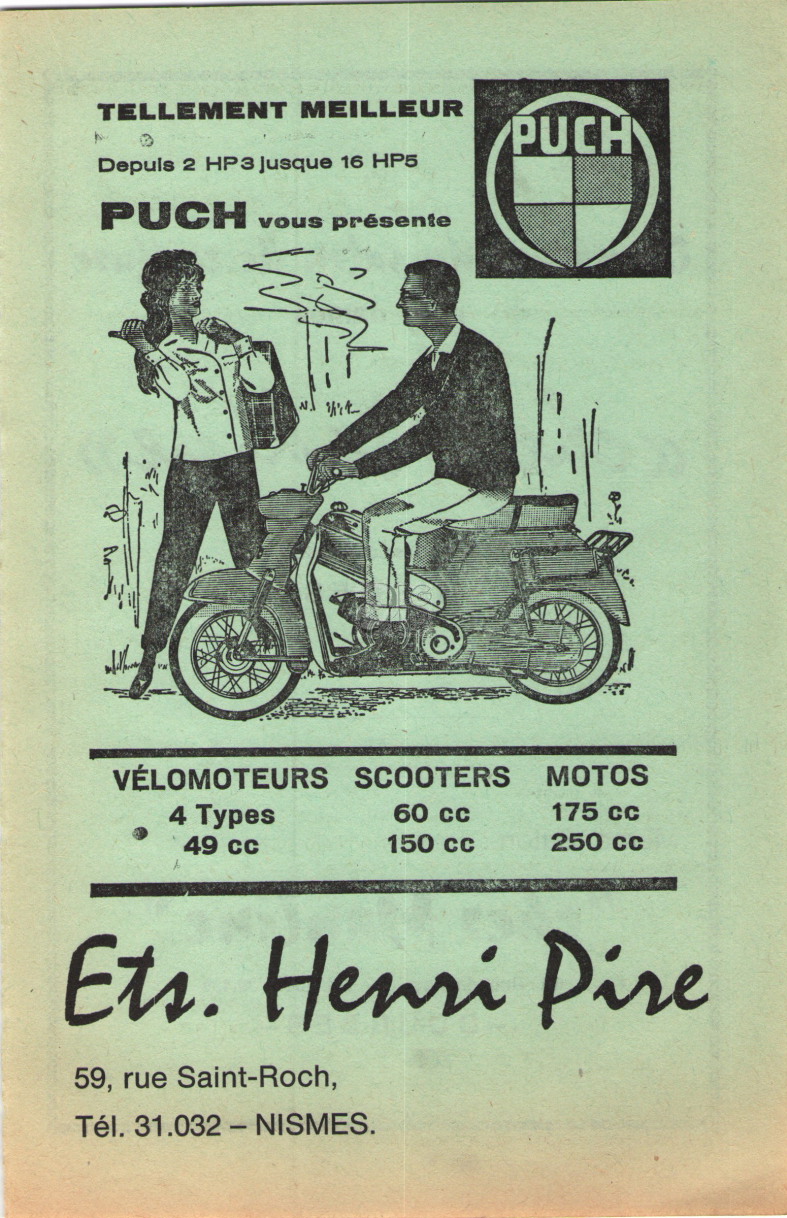 TELLEMENT MEILLEUR
PUCH
Depuis 2 HP3 jusque 16 HP5
PUCH vous présente
VÉLOMOTEURS SCOOTERS MOTOS
4 Types 60 cc 175 cc
49 cc 150 cc 250 cc
Ets. Henri Pire
59, rue Saint-Roch,
Tél. 31.032 – NISMES.